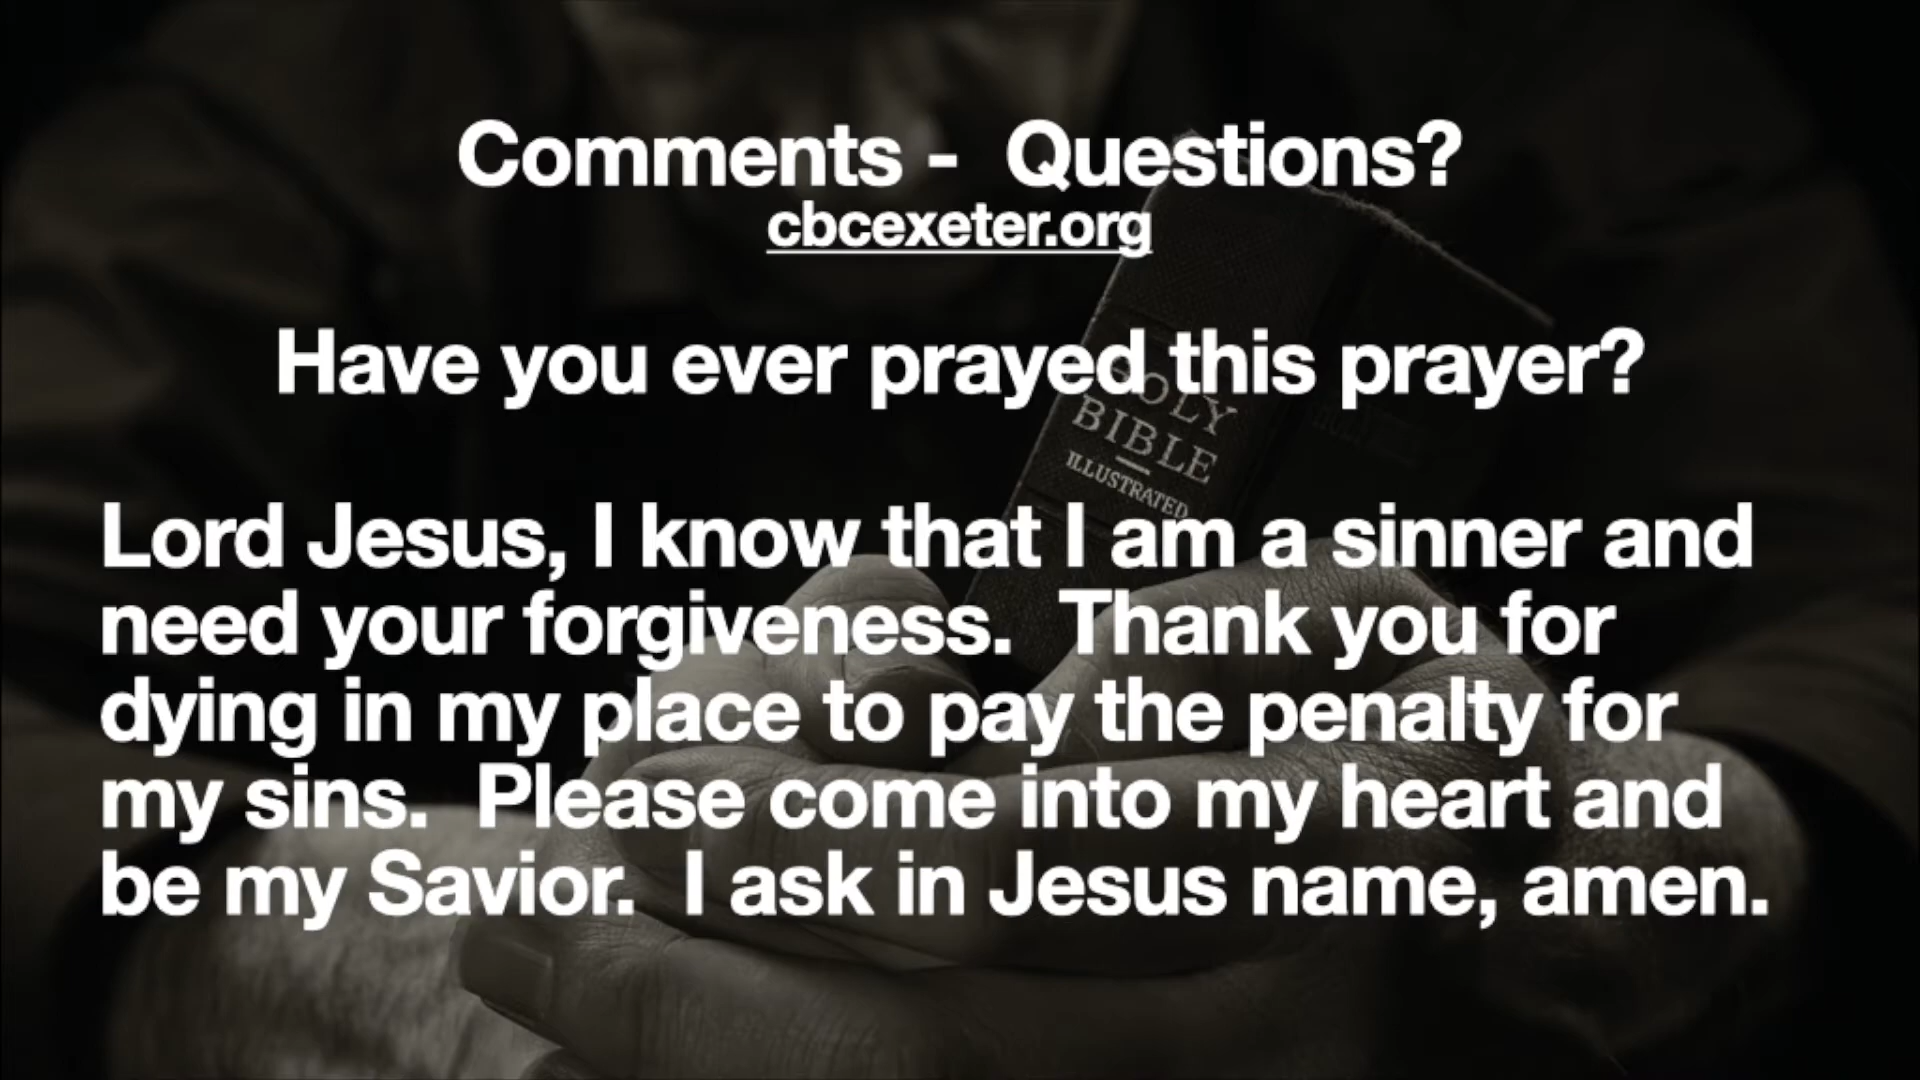 Comments -  Questions?
cbcexeter.org
Have you ever prayed this prayer?
HOLY
BIBLE
ILLUSTRATED
Lord Jesus, I know that I am a sinner and
need your forgiveness.  Thank you for
dying in my place to pay the penalty for
my sins.  Please come into my heart and
be my Savior.  I ask in Jesus name, amen.